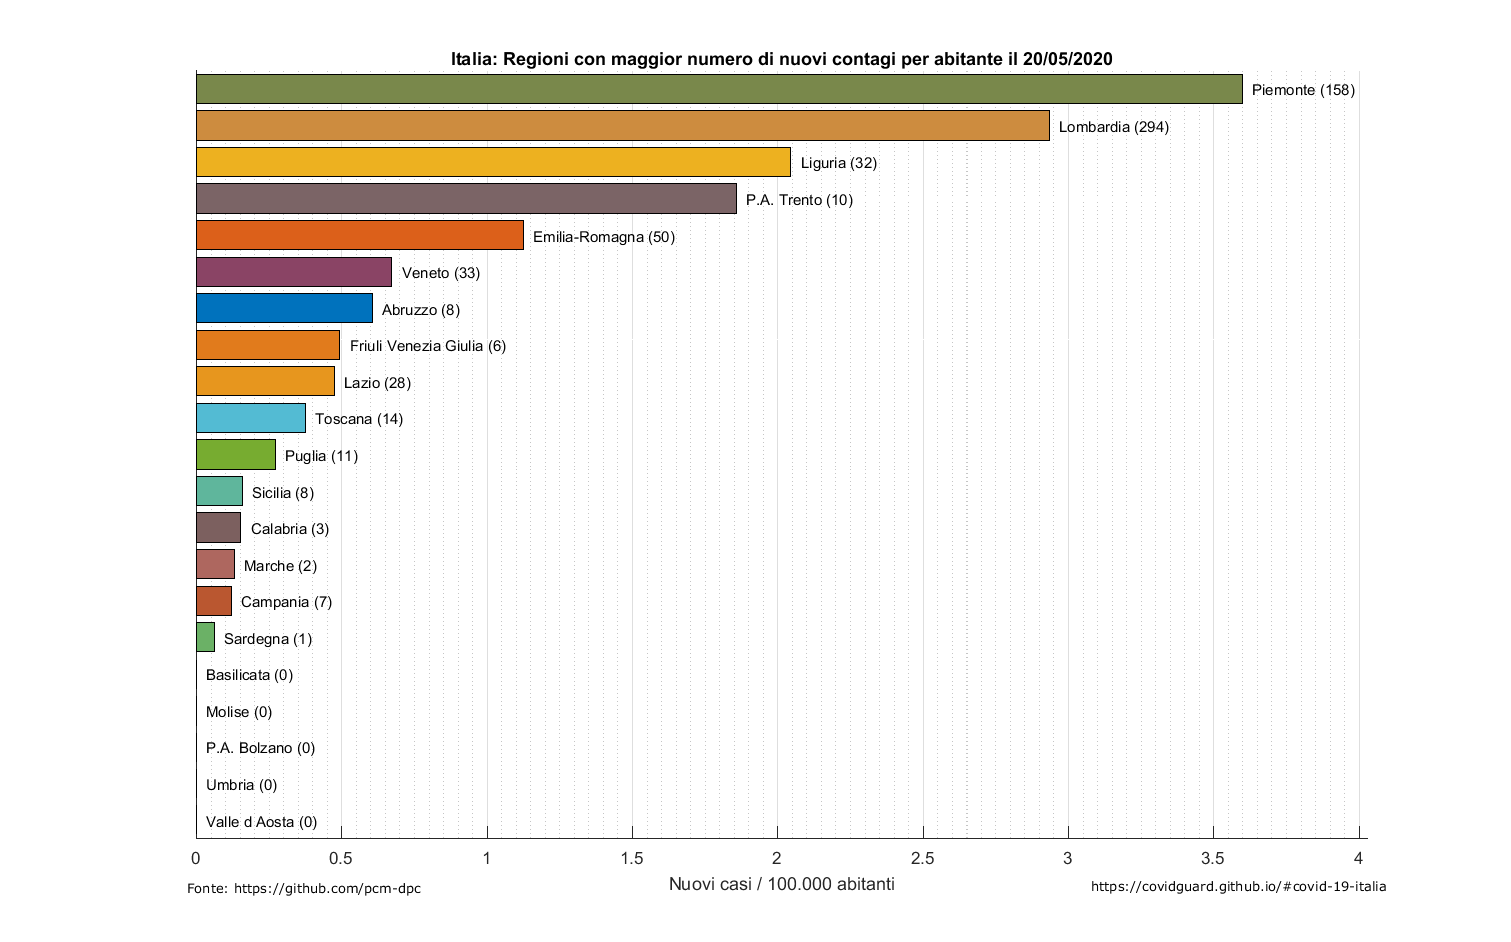 Italia: Regioni con maggior numero di nuovi contagi per abitante il 20/05/2020
Piemonte (158)
Lombardia (294)
Liguria (32)
P.A. Trento (10)
Emilia-Romagna (50)
Veneto (33)
Abruzzo (8)
Friuli Venezia Giulia (6)
Lazio (28)
Toscana (14)
Puglia (11)
Sicilia (8)
Calabria (3)
Marche (2)
Campania (7)
Sardegna (1)
Basilicata (0)
Molise (0)
P.A. Bolzano (0)
Umbria (0)
Valle d Aosta (0)
0 0.5 1 1.5 2 2.5 3 3.5 4
Nuovi casi / 100.000 abitanti
Fonte: https://github.com/pcm-dpc
https://covidguard.github.io/#covid-19-italia